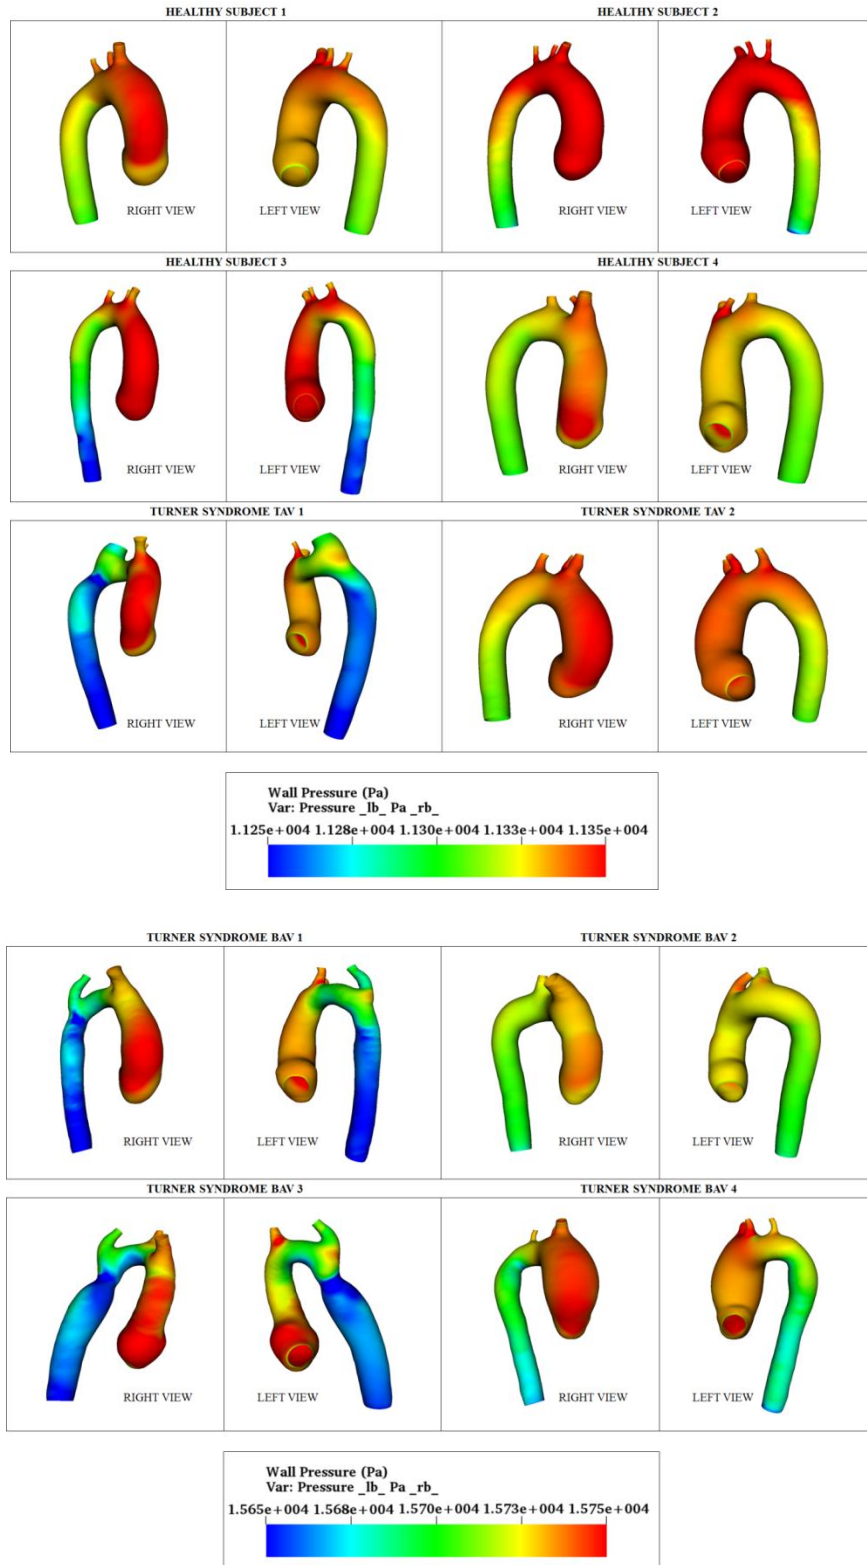 HEALTHY SUBJECT 1 HEALTHY SUBJECT 2
RIGHT VIEW LEFT VIEW RIGHT VIEW LEFT VIEW
HEALTHY SUBJECT 3 HEALTHY SUBJECT 4
RIGHT VIEW LEFT VIEW RIGHT VIEW LEFT VIEW
TURNER SYNDROME TAV 1 TURNER SYNDROME TAV 2
RIGHT VIEW LEFT VIEW RIGHT VIEW LEFT VIEW
Wall Pressure (Pa)
Var: Pressure _lb_ Pa _rb_
1.125e+004 1.128e+004 1.130e+004 1.133e+004 1.135e+004
TURNER SYNDROME BAV 1 TURNER SYNDROME BAV 2
RIGHT VIEW LEFT VIEW RIGHT VIEW LEFT VIEW
TURNER SYNDROME BAV 3 TURNER SYNDROME BAV 4
RIGHT VIEW LEFT VIEW RIGHT VIEW LEFT VIEW
Wall Pressure (Pa)
Var: Pressure _lb_ Pa _rb_
1.565e+004 1.568e+004 1.570e+004 1.573e+004 1.575e+004